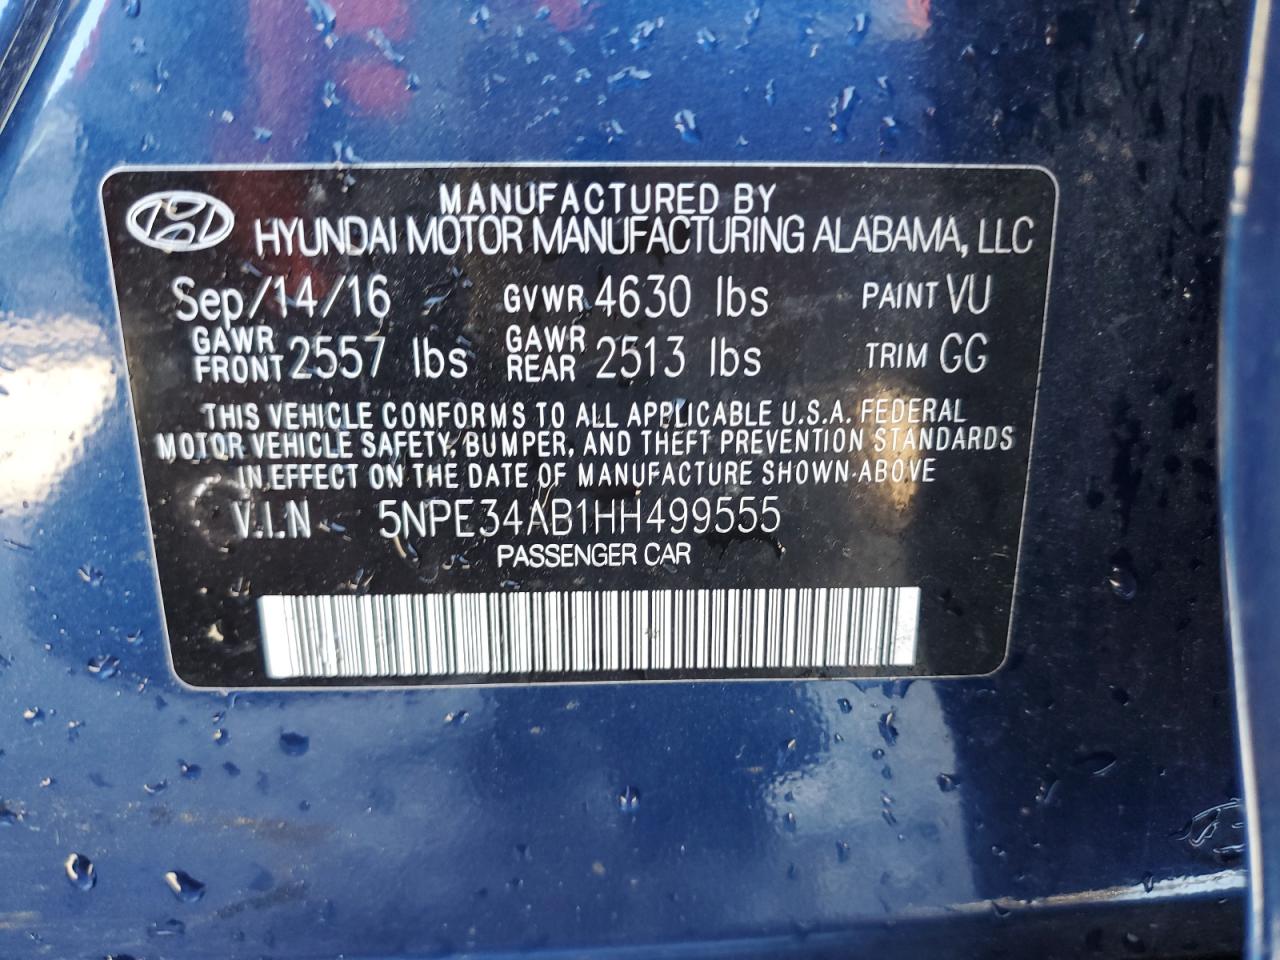 MANUFACTURED BY
HYUNDAI MOTOR MANUFACTURING ALABAMA, LLC
Sep/14/16 GVWR 4630 lbs PAINT VU
GAWR FRONT 2557 lbs GAWR REAR 2513 lbs TRIM GG
THIS VEHICLE CONFORMS TO ALL APPLICABLE U.S.A. FEDERAL
MOTOR VEHICLE SAFETY, BUMPER, AND THEFT PREVENTION STANDARDS
IN EFFECT ON THE DATE OF MANUFACTURE SHOWN-ABOVE
V.I.N 5NPE34AB1HH499555
PASSENGER CAR